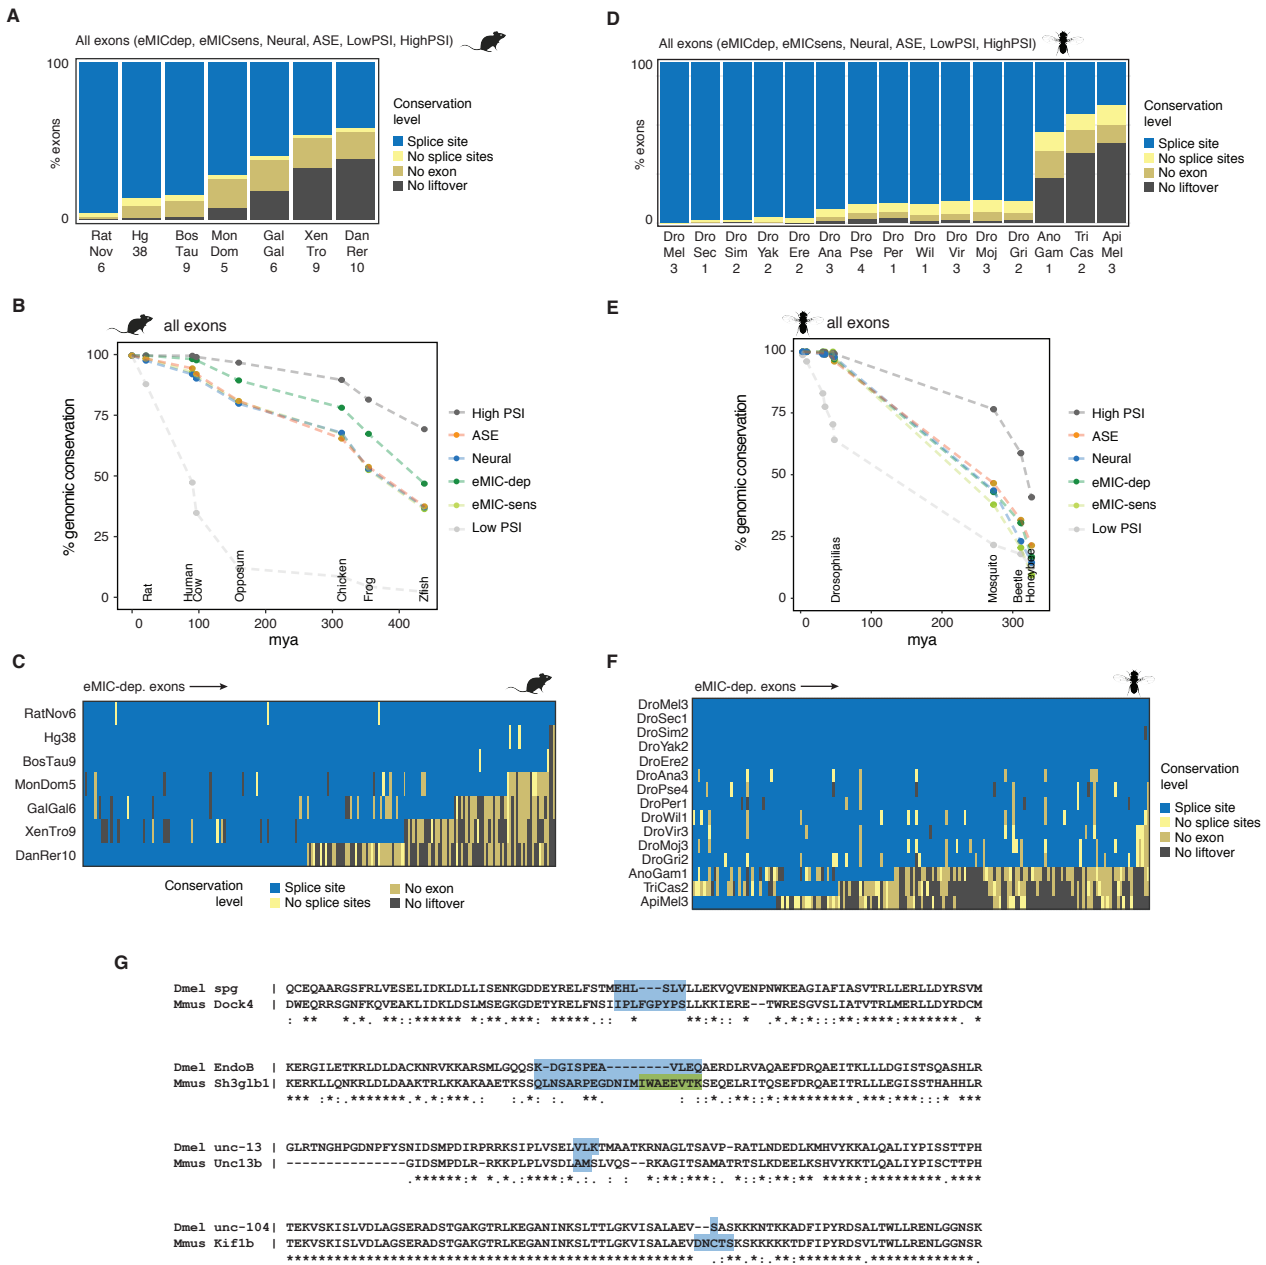 A
All exons (eMICdep, eMICsens, Neural, ASE, LowPSI, HighPSI)
100
% exons
0
Rat Nov 6
Hg 38
Bos Tau 9
Mon Dom 5
Gal Gal 6
Xen Tro 9
Dan Rer 10
Conservation level
Splice site
No splice sites
No exon
No liftover
D
All exons (eMICdep, eMICsens, Neural, ASE, LowPSI, HighPSI)
100
% exons
0
Dro Mel 3
Dro Sec 1
Dro Sim 2
Dro Yak 2
Dro Ere 2
Dro Ana 3
Dro Pse 4
Dro Per 1
Dro Wil 1
Dro Vir 3
Dro Moj 3
Dro Gri 2
Ano Gam 1
Tri Cas 2
Api Mel 3
Conservation level
Splice site
No splice sites
No exon
No liftover
B
all exons
% genomic conservation
100
75
50
25
0
Rat
Human
Cow
Opposum
Chicken
Frog
Zfish
0 100 200 300 400
mya
High PSI
ASE
Neural
eMIC-dep
eMIC-sens
Low PSI
E
all exons
% genomic conservation
100
75
50
25
0
Drosophilias
Mosquito
Beetle
Honeybee
0 100 200 300
mya
High PSI
ASE
Neural
eMIC-dep
eMIC-sens
Low PSI
C
eMIC-dep. exons
RatNov6
Hg38
BosTau9
MonDom5
GalGal6
XenTro9
DanRer10
Conservation level
Splice site
No splice sites
No exon
No liftover
F
eMIC-dep. exons
DroMel3
DroSec1
DroSim2
DroYak2
DroEre2
DroAna3
DroPse4
DroPer1
DroWil1
DroVir3
DroMoj3
DroGri2
AnoGam1
TriCas2
ApiMel3
Conservation level
Splice site
No splice sites
No exon
No liftover
G
Dmel spg | QCEQAARGSFRLVESELIDKLDLLISENKGDDEYRELFSTMEHL---SLVLLEKVQVENPNWKEAGIAFIASVTRLLERLLDYRSVM
Mmus Dock4 | DWEQRRSGNFKQVEAKLIDKLDSLMSEGKGDETYRELFNSIIPLFGPYPSLLKKIERE--TWRESGVSLIATVTRLMERLLDYRDCM
Dmel EndoB | KERGILETKRLDLDACKNRVKKARSMLGQQSK-DGISPEA--------VLEQAERDLRVAQAEFDRQAEITKLLLDGISTSQASHLR
Mmus Sh3glb1| KERKLLQNKRLDLDAAKTRLKKAKAAETKSSQLNSARPEGDNIMIWAEEVTKSEQELRITQSEFDRQAEITRLLLEGISSTHAHHLR
Dmel unc-13 | GLRTNGHPGDNPFYSNIDSMPDIRPRRKSIPLVSELVLKTMAATKRNAGLTSAVP-RATLNDEDLKMHVYKKALQALIYPISSTTPH
Mmus Unc13b | ---------------GIDSMPDLR-RKKPLPLVSDLAMSLVQS--RKAGITSAMATRTSLKDEELKSHVYKKTLQALIYPISCTTPH
Dmel unc-104| TEKVSKISLVDLAGSERADSTGAKGTRLKEGANINKSLTTLGKVISALAEV--SASKKKNTKKADFIPYRDSALTWLLRENLGGNSK
Mmus Kif1b | TEKVSKISLVDLAGSERADSTGAKGTRLKEGANINKSLTTLGKVISALAEVDNCTSKSKKKKKTDFIPYRDSVLTWLLRENLGGNSR